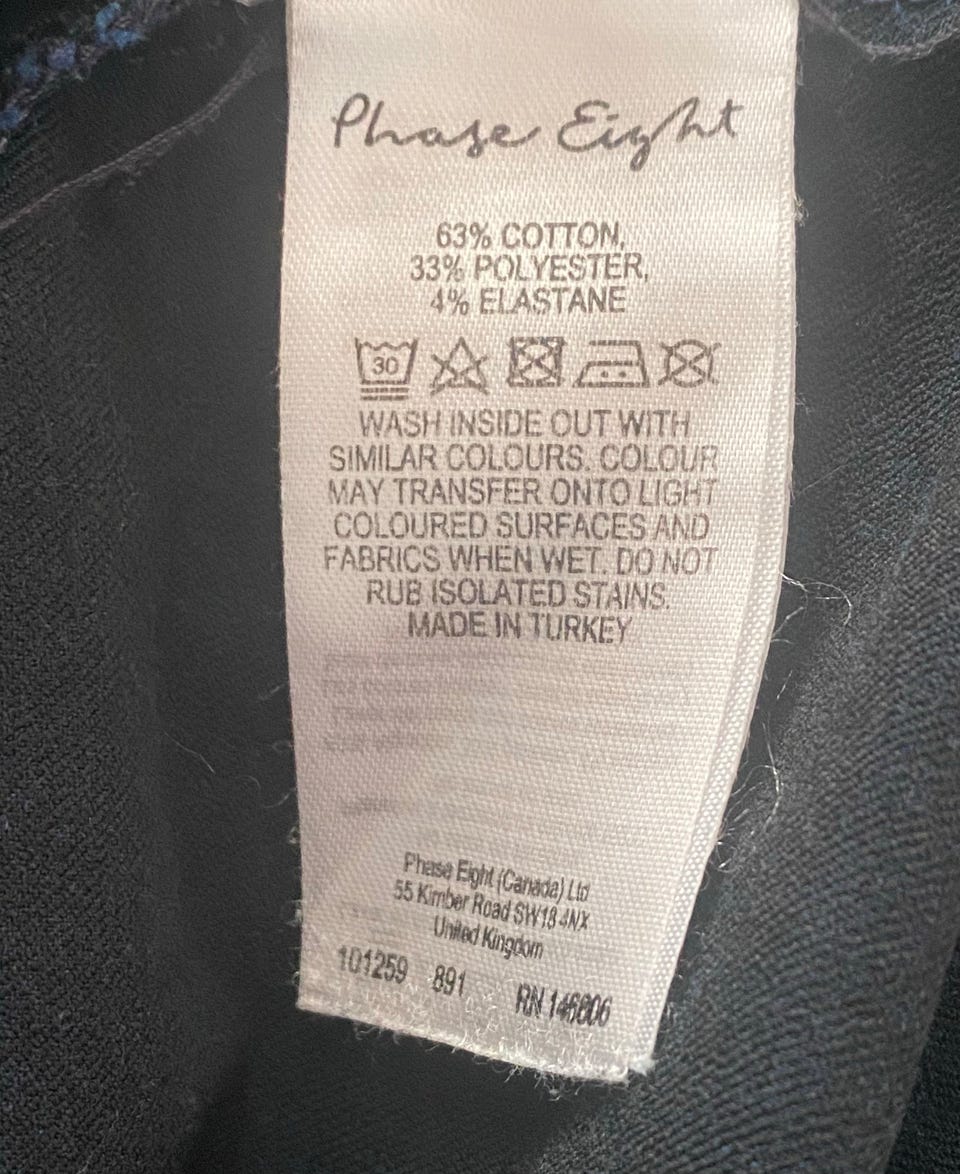 Phase Eight
63% COTTON,
33% POLYESTER,
4% ELASTANE
30
WASH INSIDE OUT WITH
SIMILAR COLOURS. COLOUR
MAY TRANSFER ONTO LIGHT
COLOURED SURFACES AND
FABRICS WHEN WET. DO NOT
RUB ISOLATED STAINS.
MADE IN TURKEY
Phase Eight (Canada) Ltd
55 Kimber Road SW18 4NX
United Kingdom
101259 891 RN